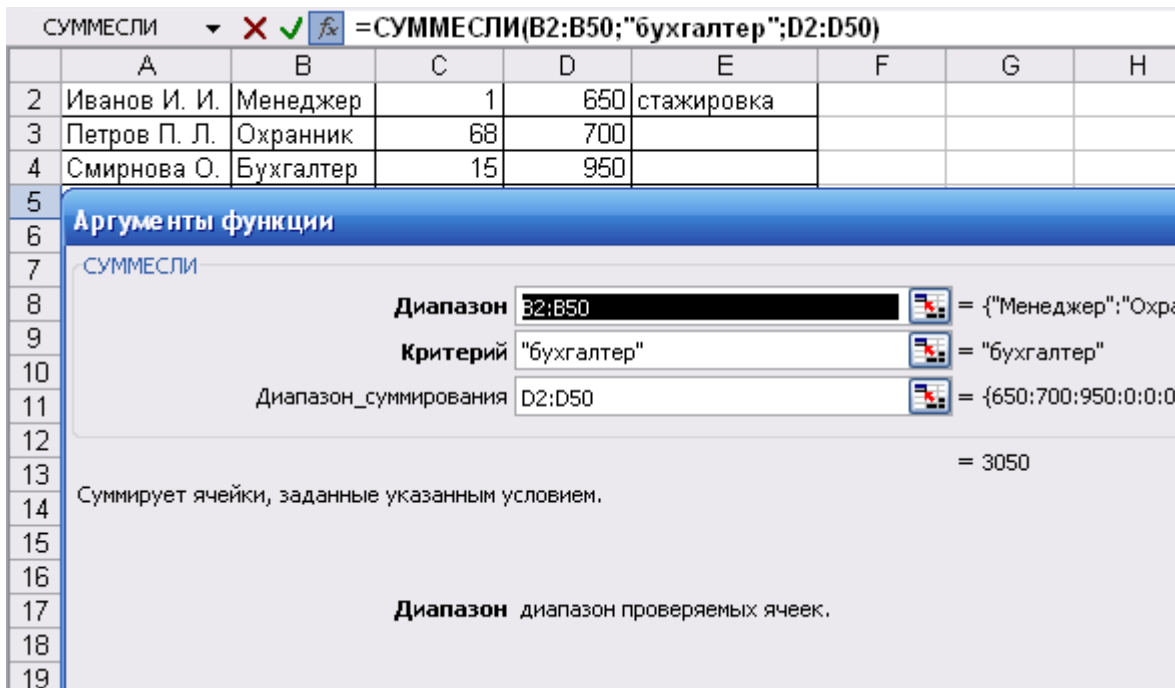 СУММЕСЛИ =СУММЕСЛИ(B2:B50;"бухгалтер";D2:D50)
A B C D E F G H
2 Иванов И. И. Менеджер 1 650 стажировка
3 Петров П. Л. Охранник 68 700
4 Смирнова О. Бухгалтер 15 950
5
Аргументы функции
6
7 СУММЕСЛИ
8 Диапазон B2:B50 = {"Менеджер":"Охра
9
10 Критерий "бухгалтер" = "бухгалтер"
11 Диапазон_суммирования D2:D50 = {650:700:950:0:0:0
12
13 = 3050
14 Суммирует ячейки, заданные указанным условием.
15
16
17 Диапазон диапазон проверяемых ячеек.
18
19